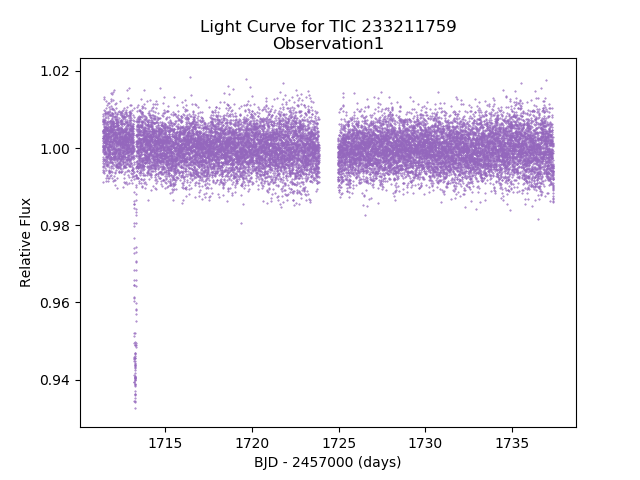 Light Curve for TIC 233211759
Observation1
1.02
1.00
0.98
0.96
0.94
Relative Flux
1715
1720
1725
1730
1735
BJD - 2457000 (days)